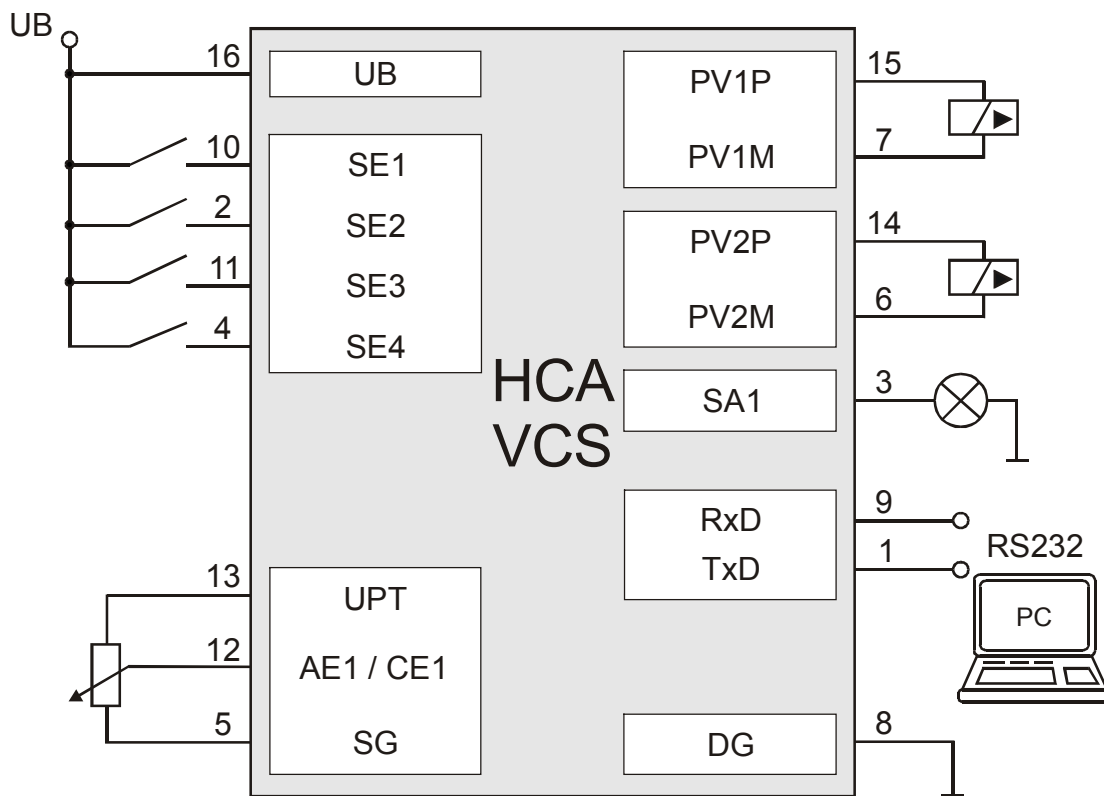 UB
16
UB
10
SE1
2
SE2
11
SE3
4
SE4
13
UPT
12
AE1 / CE1
5
SG
HCA
VCS
PV1P
15
PV1M
7
PV2P
14
PV2M
6
SA1
3
RxD
9
TxD
1
RS232
PC
DG
8